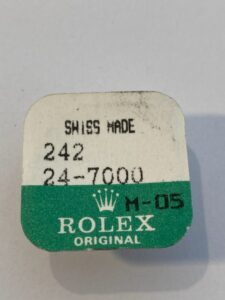 SWISS MADE
242
24-7000
M-05
ROLEX
ORIGINAL